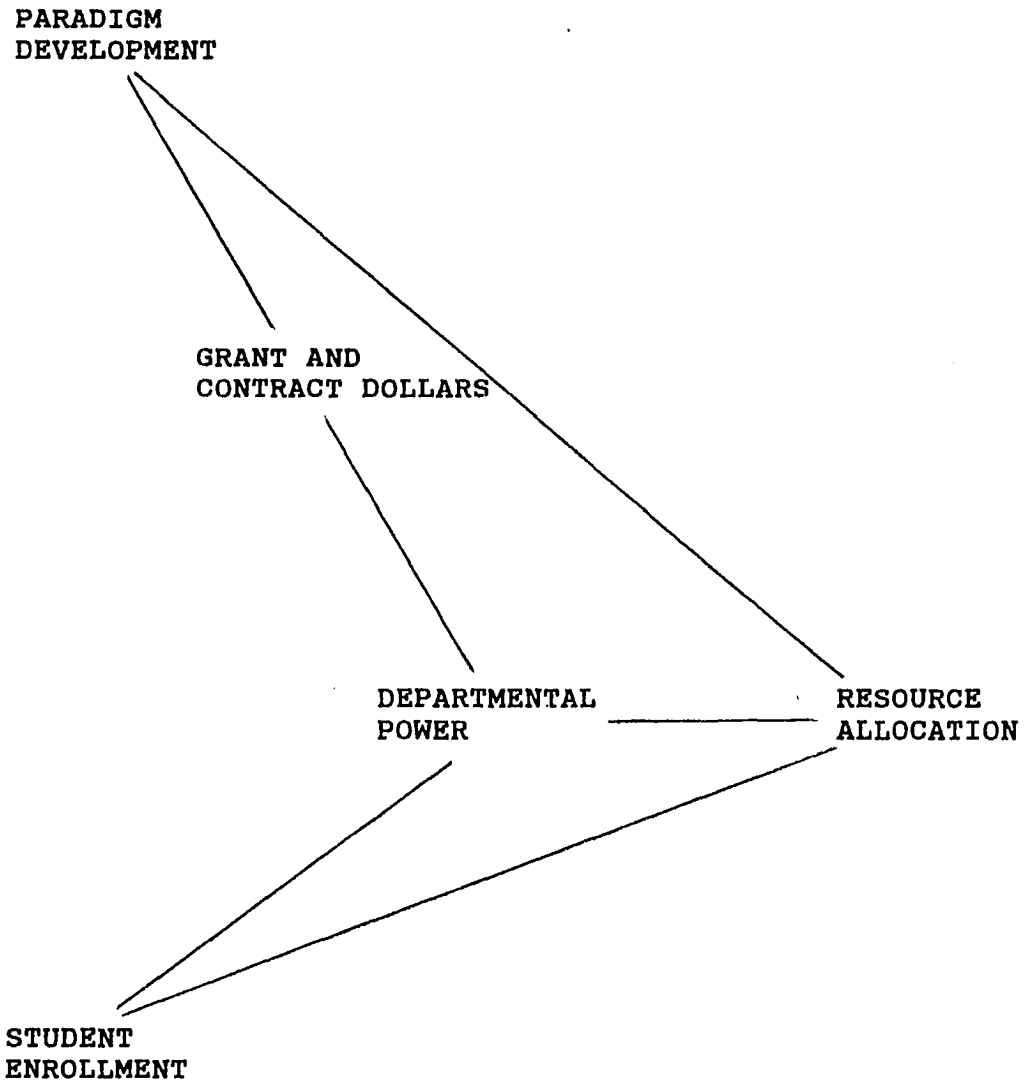 PARADIGM
DEVELOPMENT
GRANT AND
CONTRACT DOLLARS
DEPARTMENTAL
POWER
RESOURCE
ALLOCATION
STUDENT
ENROLLMENT